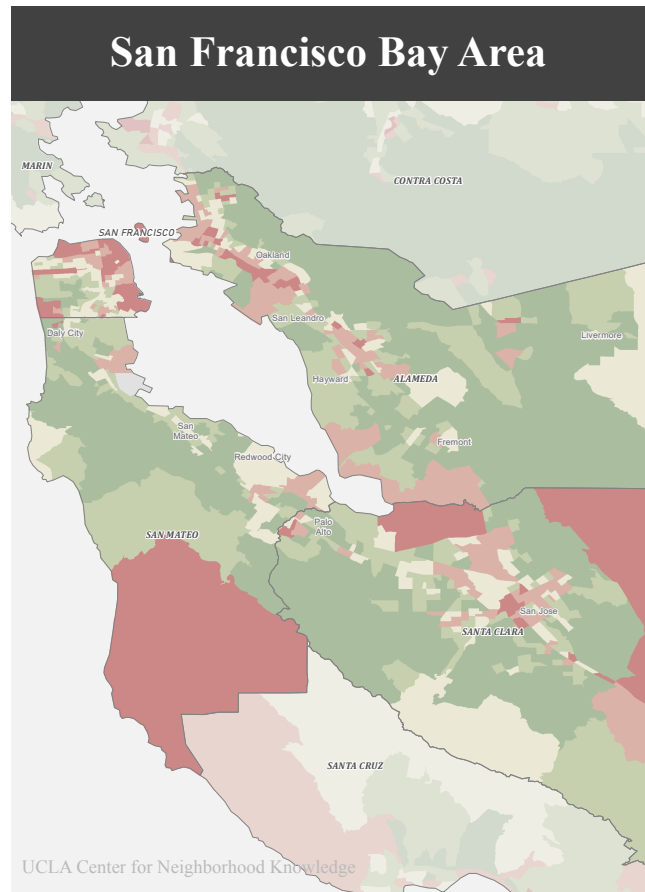 San Francisco Bay Area
MARIN
CONTRA COSTA
SAN FRANCISCO
Oakland
Daly City
San Leandro
Livermore
Hayward
ALAMEDA
San
Mateo
Fremont
Redwood City
SAN MATEO
Palo
Alto
San Jose
SANTA CLARA
SANTA CRUZ
UCLA Center for Neighborhood Knowledge